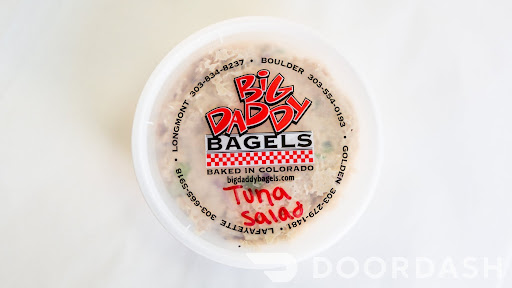 LONGMONT 303-834-8237 • BOULDER 303-554-0193 • GOLDEN 303-279-1481 • LAFAYETTE 303-665-5918 •
BIG
DADDY
BAGELS
BAKED IN COLORADO
bigdaddybagels.com
Tuna
Salad
DOORDASH